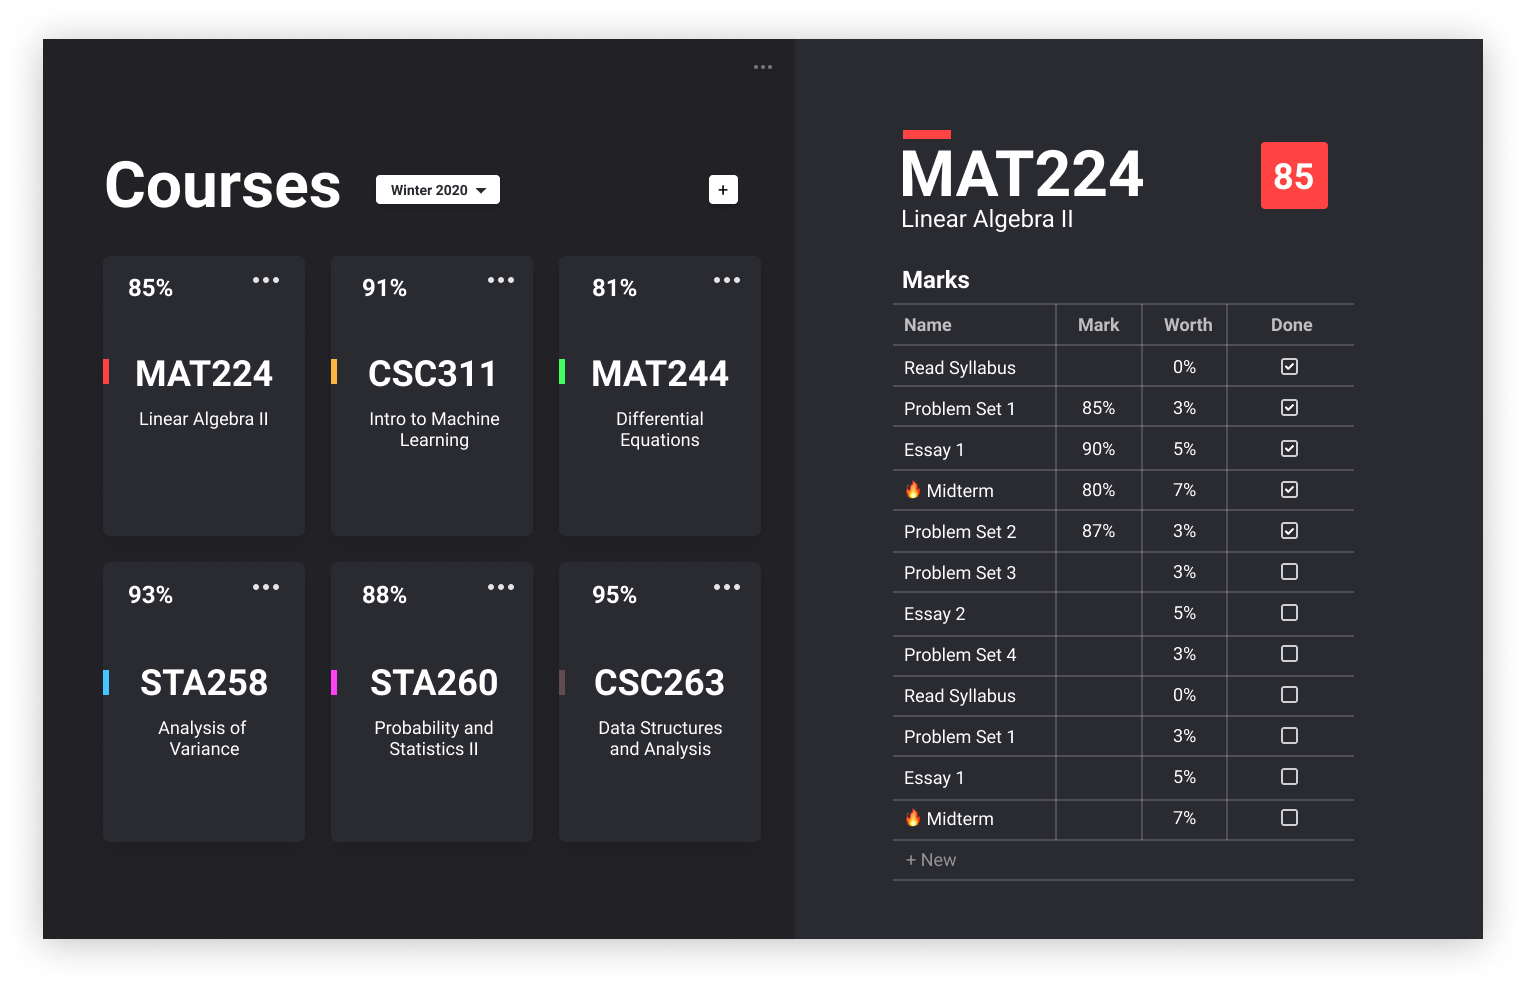 Courses
Winter 2020
+
85%
MAT224
Linear Algebra II
91%
CSC311
Intro to Machine
Learning
81%
MAT244
Differential
Equations
93%
STA258
Analysis of
Variance
88%
STA260
Probability and
Statistics II
95%
CSC263
Data Structures
and Analysis
MAT224
85
Linear Algebra II
Marks
Name Mark Worth Done
Read Syllabus 0%
Problem Set 1 85% 3%
Essay 1 90% 5%
🔥 Midterm 80% 7%
Problem Set 2 87% 3%
Problem Set 3 3%
Essay 2 5%
Problem Set 4 3%
Read Syllabus 0%
Problem Set 1 3%
Essay 1 5%
🔥 Midterm 7%
+ New